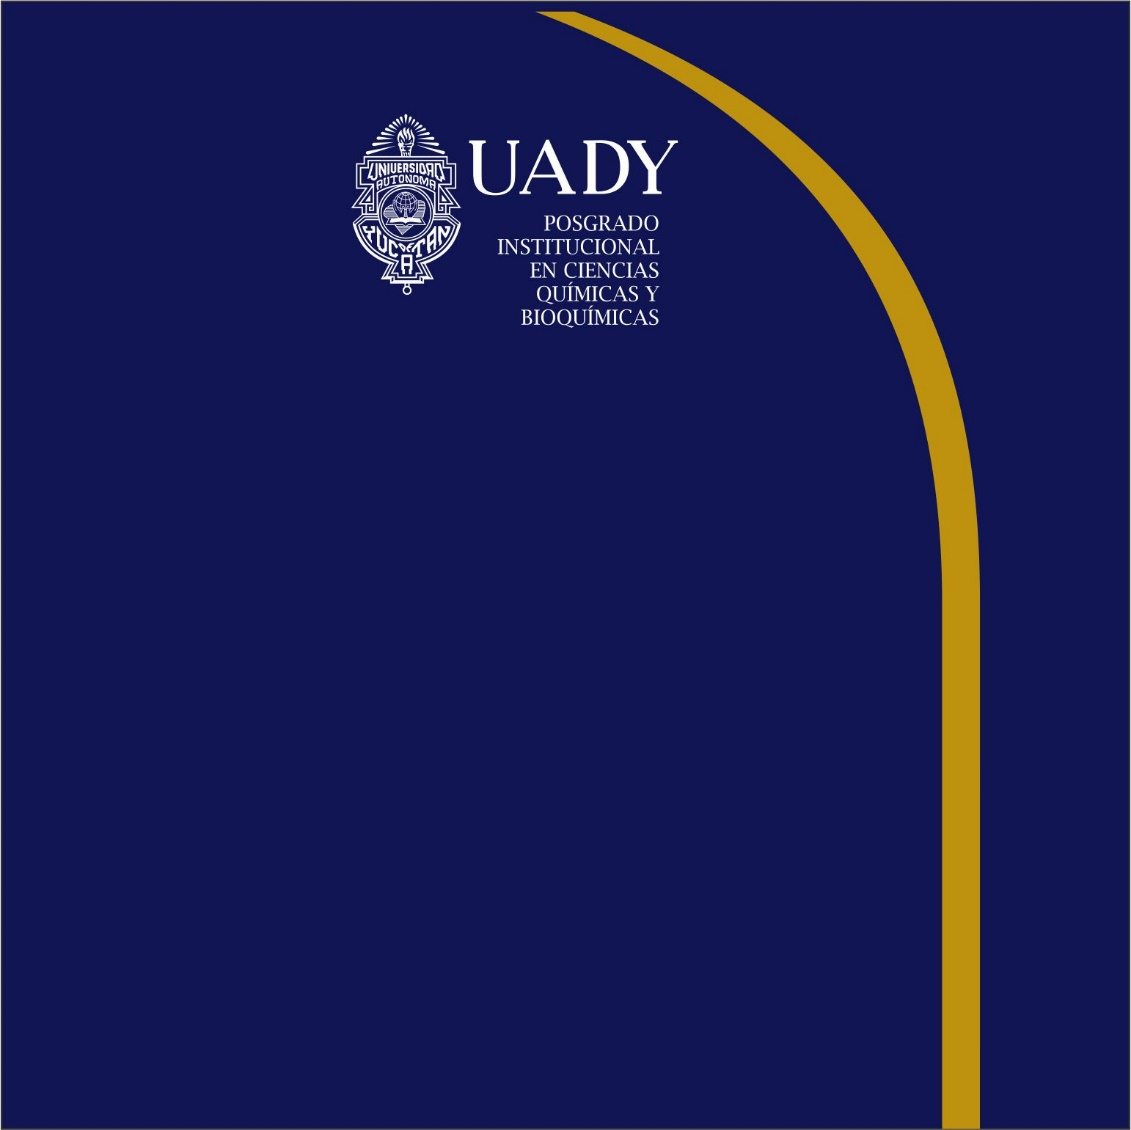 UNIVERSIDAD
AUTONOMA
YUCATAN
UADY
POSGRADO
INSTITUCIONAL
EN CIENCIAS
QUÍMICAS Y
BIOQUÍMICAS